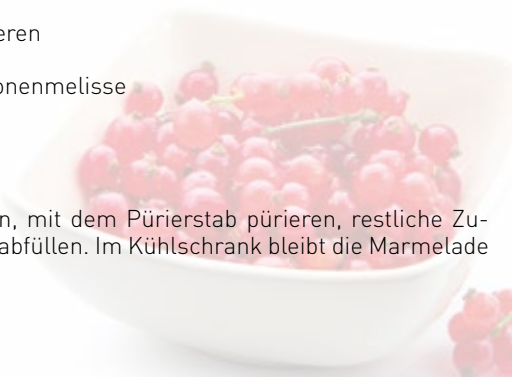 eren
onenmelisse
n, mit dem Pürierstab pürieren, restliche Zu-
abfüllen. Im Kühlschrank bleibt die Marmelade